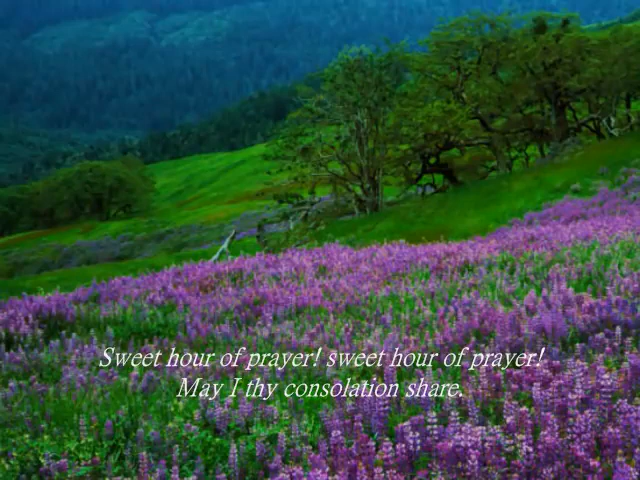 Sweet hour of prayer! sweet hour of prayer!
May I thy consolation share.